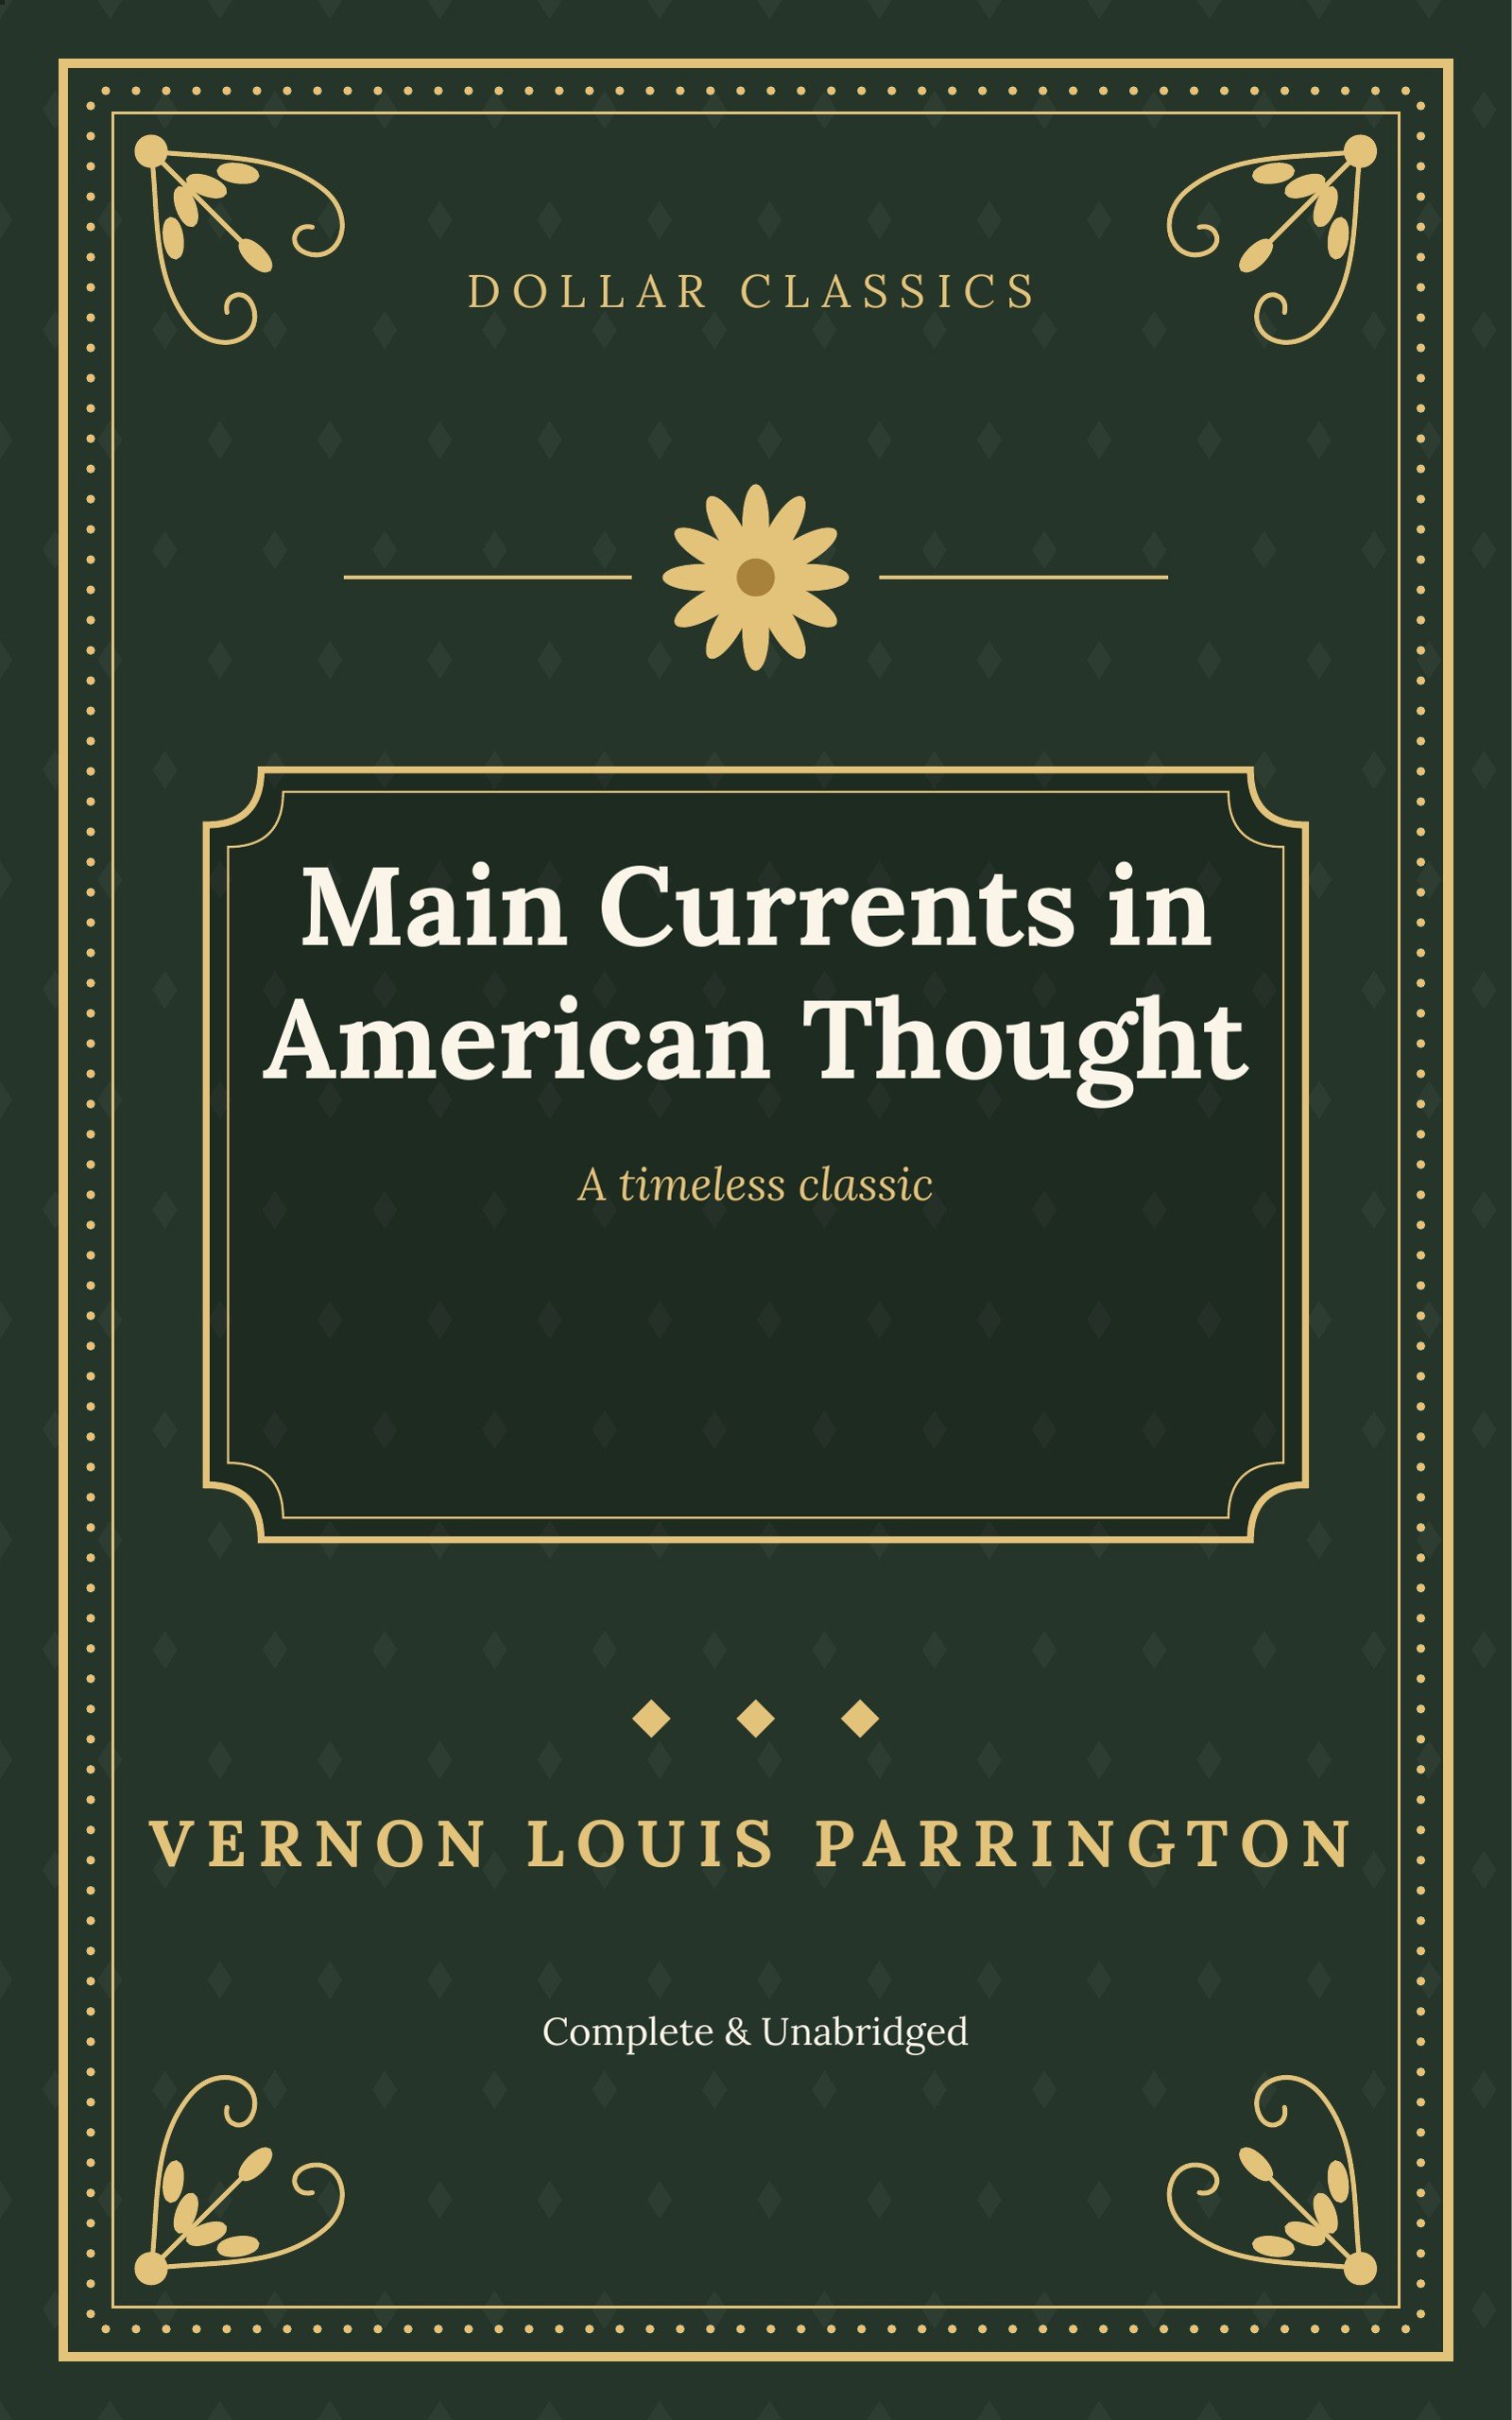 DOLLAR CLASSICS
Main Currents in
American Thought
A timeless classic
VERNON LOUIS PARRINGTON
Complete & Unabridged